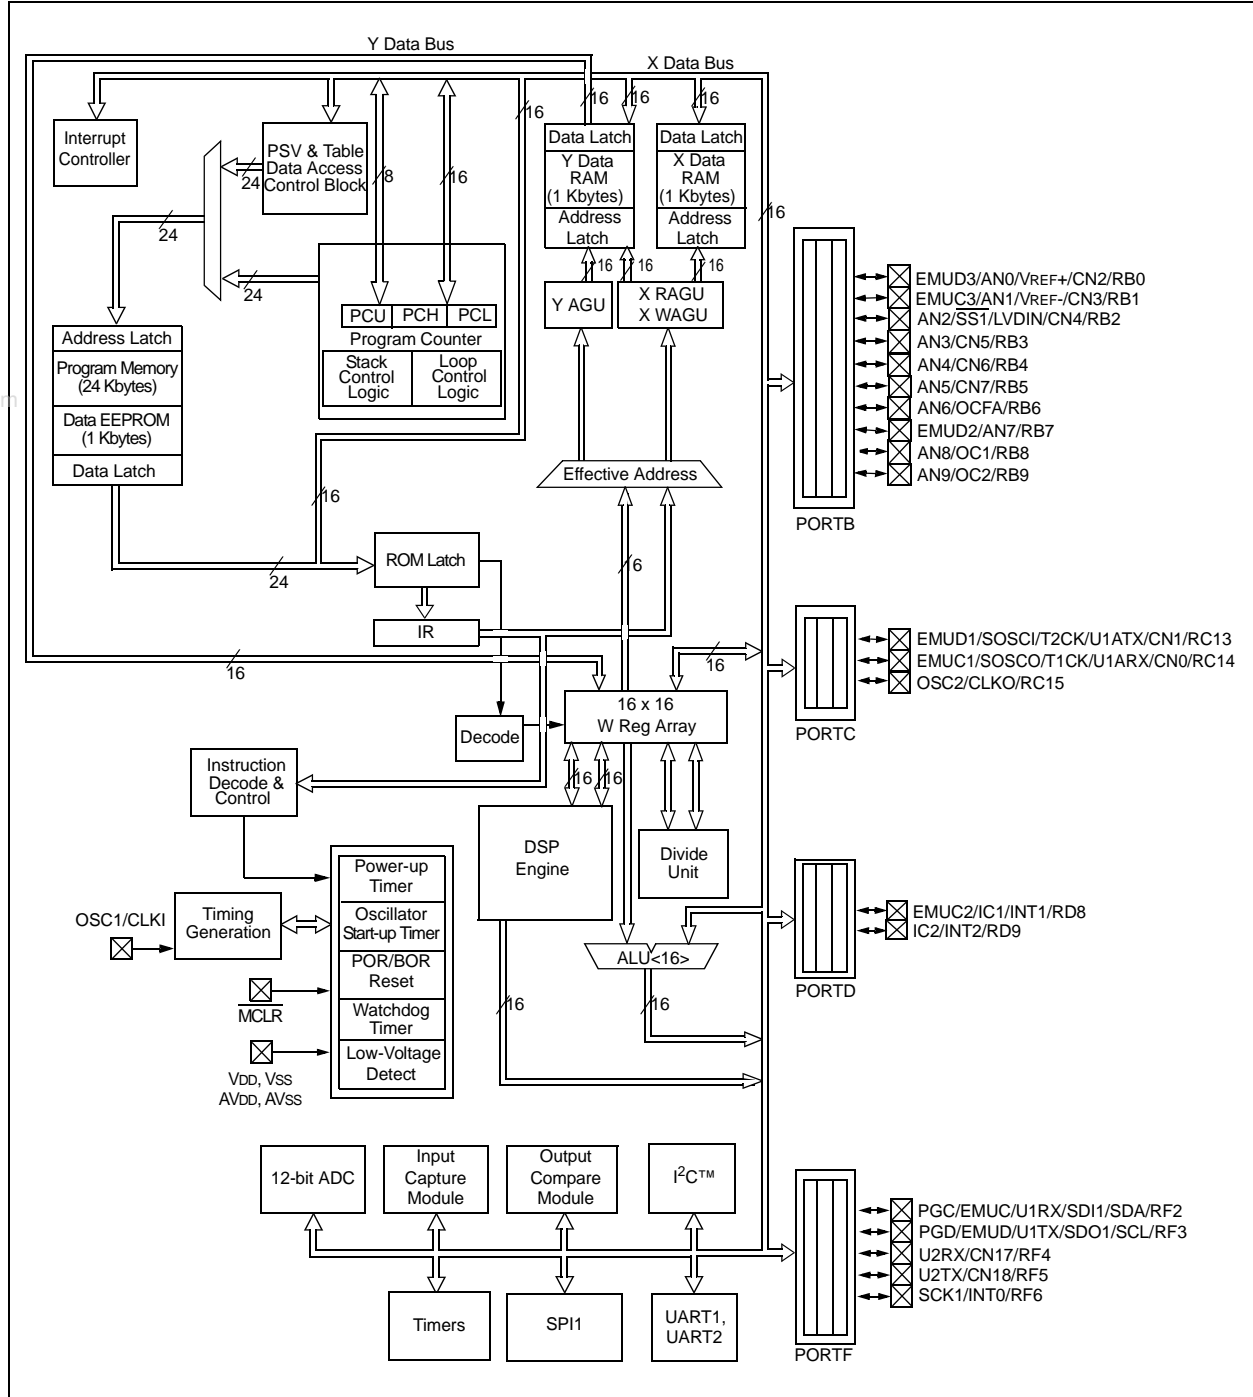 Y Data Bus
X Data Bus
16
16
16
16
Interrupt
Controller
PSV & Table
Data Access
Control Block
24
8
16
Data Latch
Y Data
RAM
(1 Kbytes)
Address
Latch
Data Latch
X Data
RAM
(1 Kbytes)
Address
Latch
16
24
24
16
16
16
Y AGU
X RAGU
X WAGU
PCU
PCH
PCL
Program Counter
Stack
Control
Logic
Loop
Control
Logic
Address Latch
Program Memory
(24 Kbytes)
Data EEPROM
(1 Kbytes)
Data Latch
Effective Address
16
24
ROM Latch
6
IR
16
16
16 x 16
W Reg Array
Decode
Instruction
Decode &
Control
16
16
DSP
Engine
Divide
Unit
Power-up
Timer
Oscillator
Start-up Timer
POR/BOR
Reset
Watchdog
Timer
Low-Voltage
Detect
OSC1/CLKI
Timing
Generation
MCLR
VDD, VSS
AVDD, AVSS
ALU<16>
16
16
12-bit ADC
Input
Capture
Module
Output
Compare
Module
I2C™
Timers
SPI1
UART1,
UART2
EMUD3/AN0/VREF+/CN2/RB0
EMUC3/AN1/VREF-/CN3/RB1
AN2/SS1/LVDIN/CN4/RB2
AN3/CN5/RB3
AN4/CN6/RB4
AN5/CN7/RB5
AN6/OCFA/RB6
EMUD2/AN7/RB7
AN8/OC1/RB8
AN9/OC2/RB9
PORTB
EMUD1/SOSCI/T2CK/U1ATX/CN1/RC13
EMUC1/SOSCO/T1CK/U1ARX/CN0/RC14
OSC2/CLKO/RC15
PORTC
EMUC2/IC1/INT1/RD8
IC2/INT2/RD9
PORTD
PGC/EMUC/U1RX/SDI1/SDA/RF2
PGD/EMUD/U1TX/SDO1/SCL/RF3
U2RX/CN17/RF4
U2TX/CN18/RF5
SCK1/INT0/RF6
PORTF